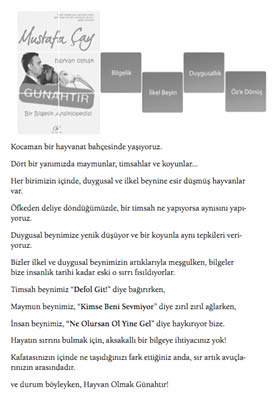 Mustafa Çay
hayvan olmak
GÜNAHTIR
Bir Bilgelik Ansiklopedisi
Bilgelik
İlkel Beyin
Duygusallık
Öz'e Dönüş
Kocaman bir hayvanat bahçesinde yaşıyoruz.
Dört bir yanımızda maymunlar, timsahlar ve koyunlar...
Her birimizin içinde, duygusal ve ilkel beynine esir düşmüş hayvanlar
var.
Öfkeden deliye döndüğümüzde, bir timsah ne yapıyorsa aynısını yapı-
yoruz.
Duygusal beynimize yenik düşüyor ve bir koyunla aynı tepkileri veri-
yoruz.
Bizler ilkel ve duygusal beynimizin artıklarıyla meşgulken, bilgeler
bize insanlık tarihi kadar eski o sırrı fısıldıyorlar.
Timsah beynimiz “Defol Git!” diye bağırırken,
Maymun beynimiz, “Kimse Beni Sevmiyor” diye zırıl zırıl ağlarken,
İnsan beynimiz, “Ne Olursan Ol Yine Gel” diye haykırıyor bize.
Hayatın sırrını bulmak için, aksakallı bir bilgeye ihtiyacınız yok!
Kafatasınızın içinde ne taşıdığınızı fark ettiğiniz anda, sır artık avuçla-
rınızın arasındadır.
ve durum böyleyken, Hayvan Olmak Günahtır!